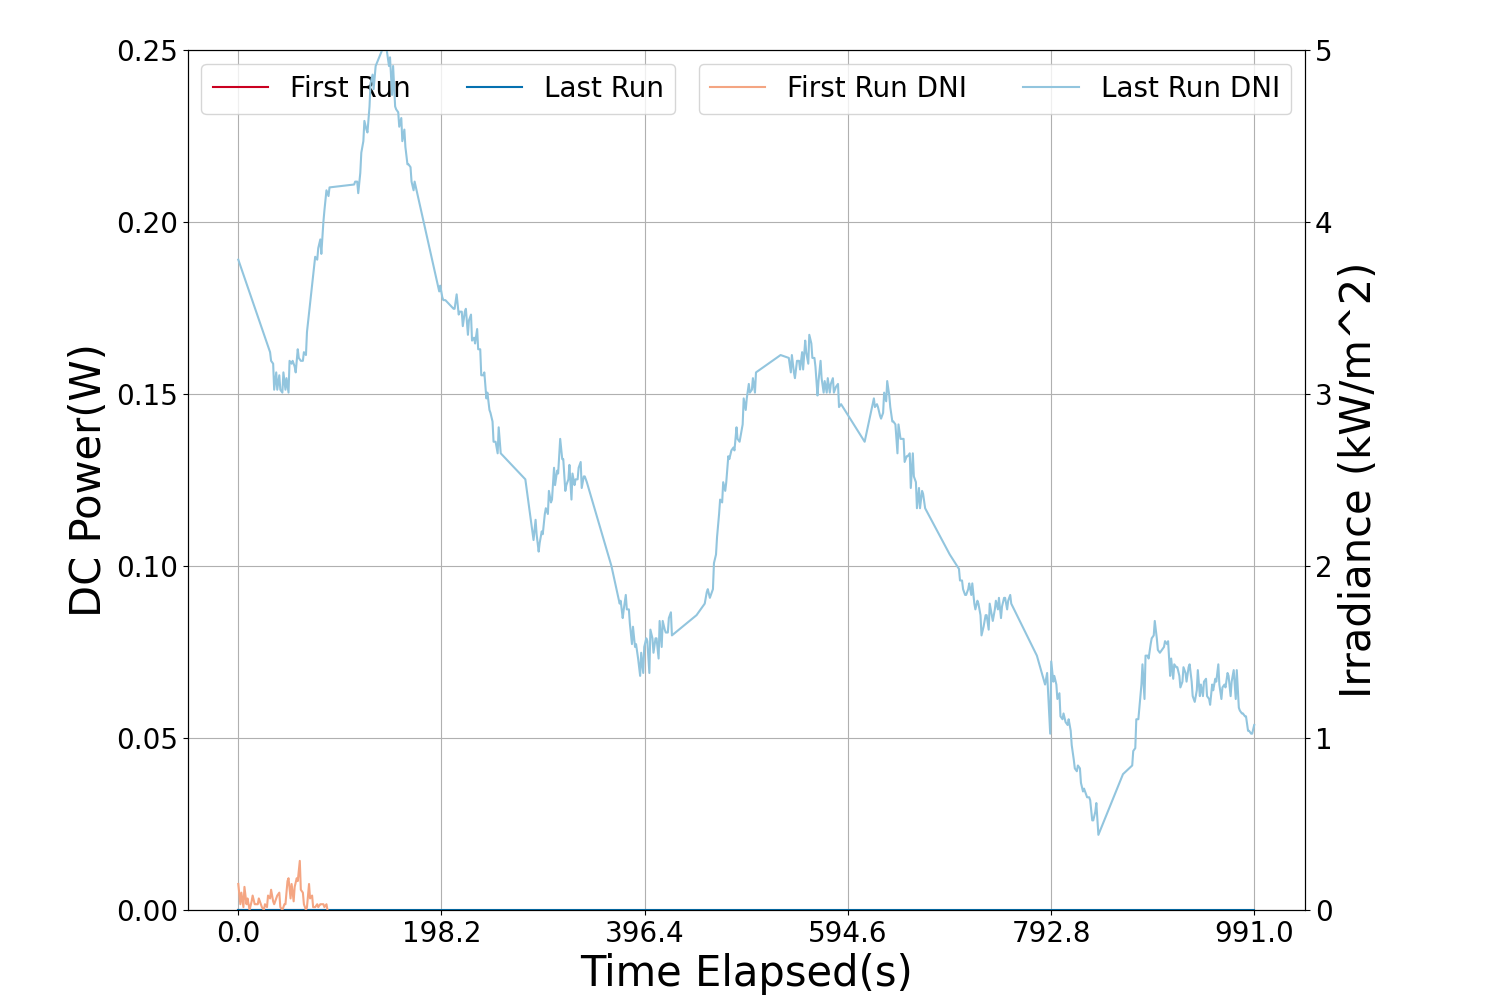 First Run
Last Run
First Run DNI
Last Run DNI
DC Power(W)
0.25
0.20
0.15
0.10
0.05
0.00
Irradiance (kW/m^2)
5
4
3
2
1
0
0.0 198.2 396.4 594.6 792.8 991.0
Time Elapsed(s)